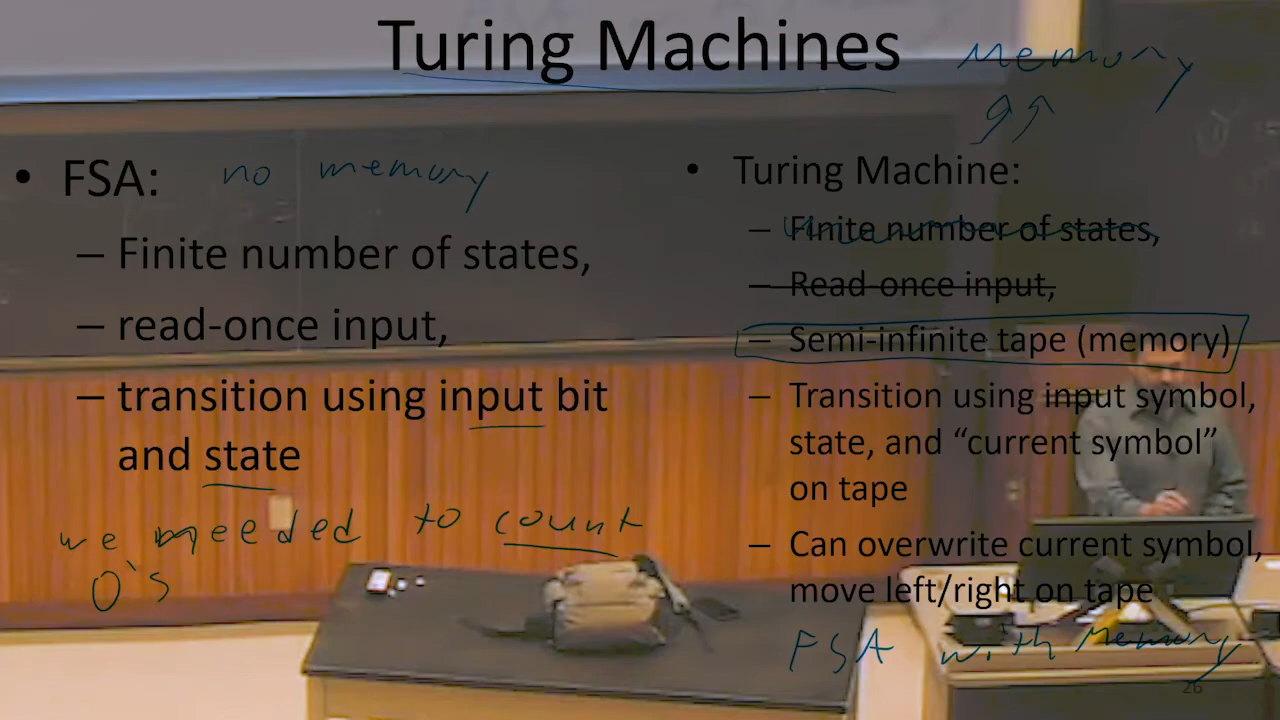 Turing Machines
Memory
• FSA: no memory
– Finite number of states,
– read-once input,
– transition using input bit
and state
we needed to count
0's
• Turing Machine:
– Finite number of states,
– Read-once input,
– Semi-infinite tape (memory)
– Transition using input symbol,
state, and “current symbol”
on tape
– Can overwrite current symbol,
move left/right on tape
FSA with Memory
26